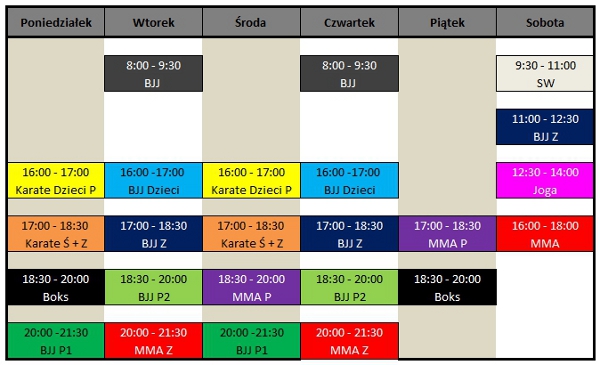 Poniedziałek Wtorek Środa Czwartek Piątek Sobota
8:00 - 9:30 8:00 - 9:30 9:30 - 11:00
BJJ BJJ SW
11:00 - 12:30
BJJ Z
16:00 - 17:00 16:00 -17:00 16:00 - 17:00 16:00 -17:00 12:30 - 14:00
Karate Dzieci P BJJ Dzieci Karate Dzieci P BJJ Dzieci Joga
17:00 - 18:30 17:00 - 18:30 17:00 - 18:30 17:00 - 18:30 17:00 - 18:30 16:00 - 18:00
Karate Ś + Z BJJ Z Karate Ś + Z BJJ Z MMA P MMA
18:30 - 20:00 18:30 - 20:00 18:30 - 20:00 18:30 - 20:00 18:30 - 20:00
Boks BJJ P2 MMA P BJJ P2 Boks
20:00 -21:30 20:00 - 21:30 20:00 -21:30 20:00 - 21:30
BJJ P1 MMA Z BJJ P1 MMA Z